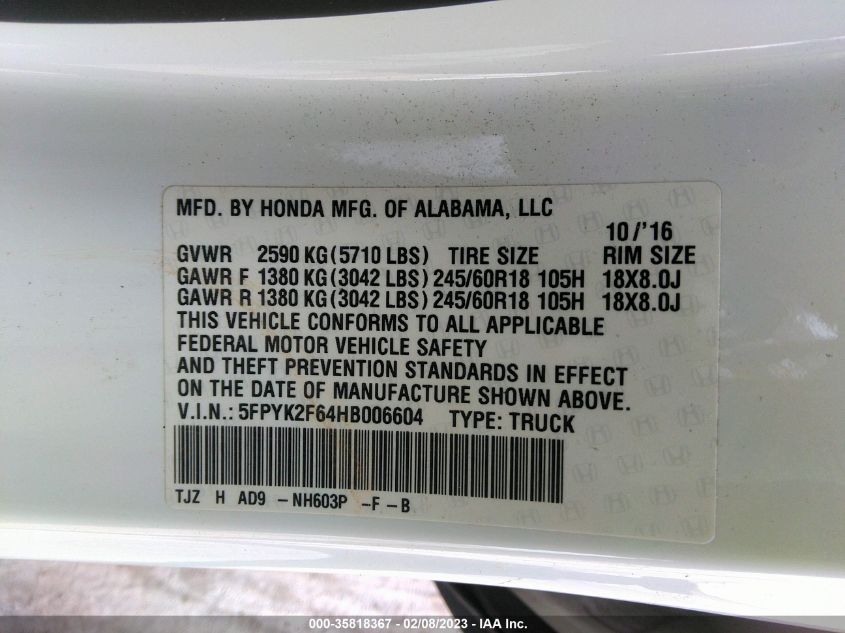 MFD. BY HONDA MFG. OF ALABAMA, LLC
10/'16
GVWR 2590 KG(5710 LBS) TIRE SIZE RIM SIZE
GAWR F 1380 KG(3042 LBS) 245/60R18 105H 18X8.0J
GAWR R 1380 KG(3042 LBS) 245/60R18 105H 18X8.0J
THIS VEHICLE CONFORMS TO ALL APPLICABLE
FEDERAL MOTOR VEHICLE SAFETY
AND THEFT PREVENTION STANDARDS IN EFFECT
ON THE DATE OF MANUFACTURE SHOWN ABOVE.
V.I.N.: 5FPYK2F64HB006604 TYPE: TRUCK
TJZ H AD9 -NH603P -F-B
000-35818367 - 02/08/2023 - IAA Inc.